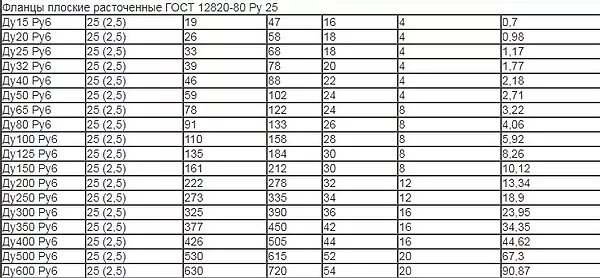 Фланцы плоские расточенные ГОСТ 12820-80 Ру 25
Ду15 Ру6 25 (2,5) 19 47 16 4 0,7
Ду20 Ру6 25 (2,5) 26 58 18 4 0,98
Ду25 Ру6 25 (2,5) 33 68 18 4 1,17
Ду32 Ру6 25 (2,5) 39 78 20 4 1,77
Ду40 Ру6 25 (2,5) 46 88 22 4 2,18
Ду50 Ру6 25 (2,5) 59 102 24 4 2,71
Ду65 Ру6 25 (2,5) 78 122 24 8 3,22
Ду80 Ру6 25 (2,5) 91 133 26 8 4,06
Ду100 Ру6 25 (2,5) 110 158 28 8 5,92
Ду125 Ру6 25 (2,5) 135 184 30 8 8,26
Ду150 Ру6 25 (2,5) 161 212 30 8 10,12
Ду200 Ру6 25 (2,5) 222 278 32 12 13,34
Ду250 Ру6 25 (2,5) 273 335 34 12 18,9
Ду300 Ру6 25 (2,5) 325 390 36 16 23,95
Ду350 Ру6 25 (2,5) 377 450 42 16 34,35
Ду400 Ру6 25 (2,5) 426 505 44 16 44,62
Ду500 Ру6 25 (2,5) 530 615 52 20 67,3
Ду600 Ру6 25 (2,5) 630 720 54 20 90,87